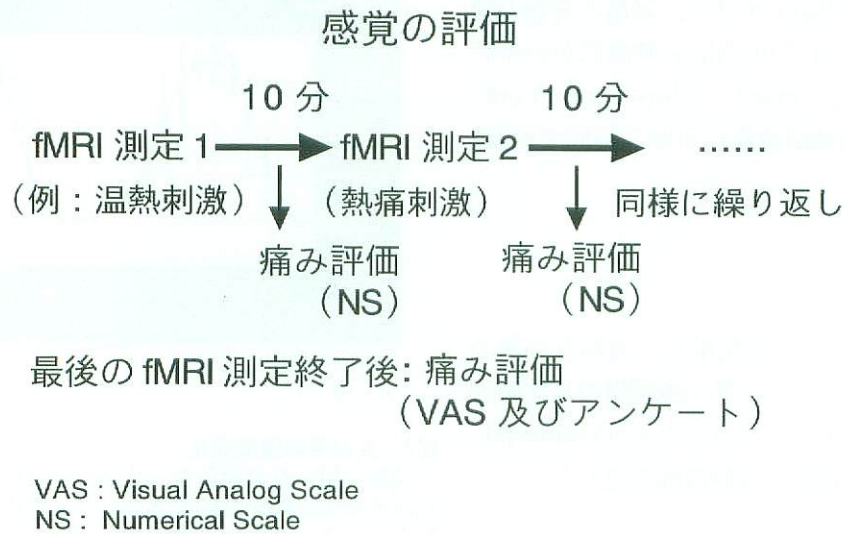 感覚の評価
10 分 10 分
fMRI 測定 1 fMRI 測定 2 ……
（例：温熱刺激） （熱痛刺激） 同様に繰り返し
痛み評価 痛み評価
（NS） （NS）
最後の fMRI 測定終了後: 痛み評価
（VAS 及びアンケート）
VAS : Visual Analog Scale
NS : Numerical Scale